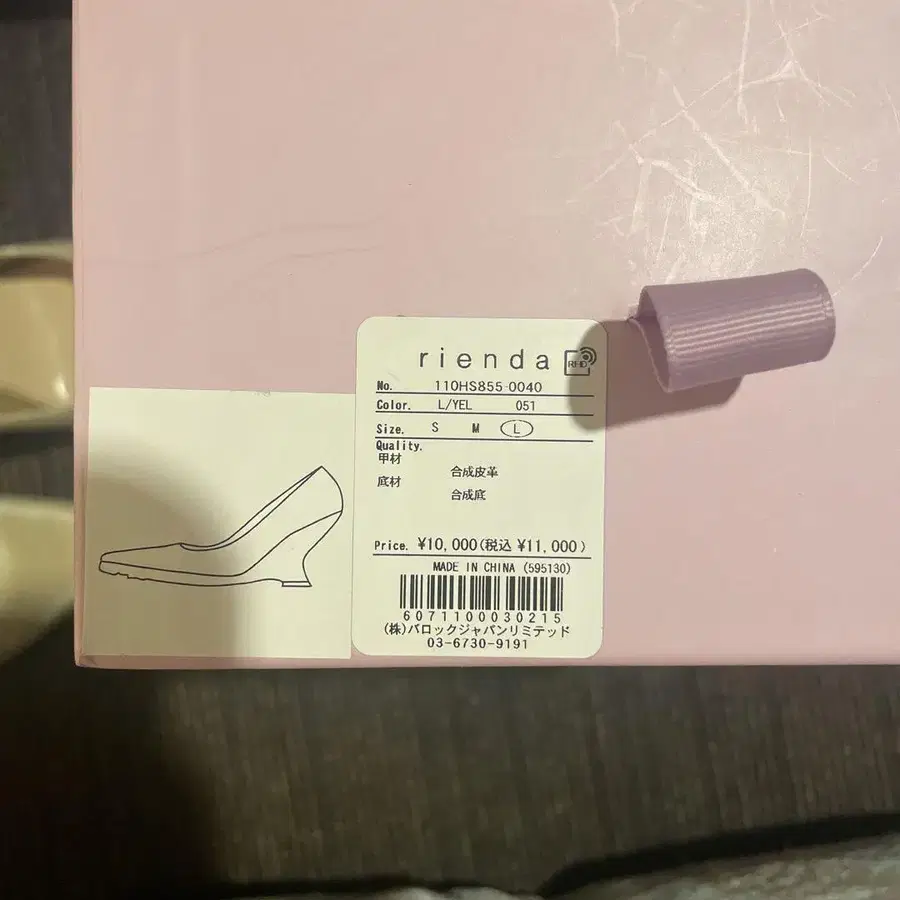 rienda RFID
No. 110HS855-0040
Color. L/YEL 051
Size. S M L
Quality.
甲材
合成皮革
底材
合成底
Price. ¥10,000(税込 ¥11,000)
MADE IN CHINA (595130)
6071100030215
(株)バロックジャパンリミテッド
03-6730-9191